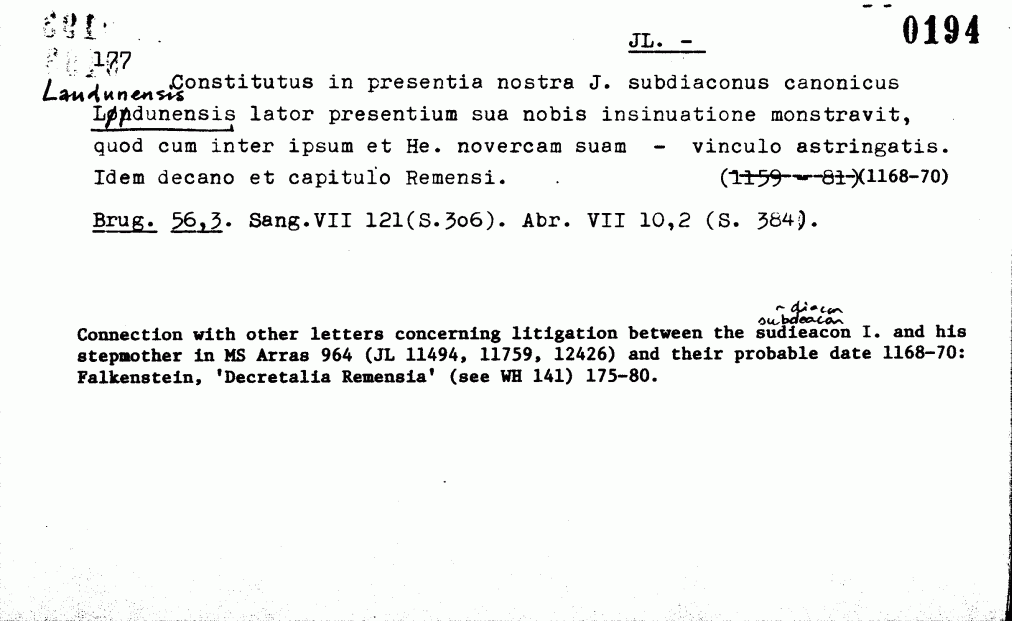 JL. - 0194
177
Laudunensis
Constitutus in presentia nostra J. subdiaconus canonicus
Londunensis lator presentium sua nobis insinuatione monstravit,
quod cum inter ipsum et He. novercam suam - vinculo astringatis.
Idem decano et capitulo Remensi. (1159 - 81)(1168-70)
Brug. 56,3. Sang.VII 121(S.306). Abr. VII 10,2 (S. 384).
- diacon
subdeacon
Connection with other letters concerning litigation between the sudieacon I. and his
stepmother in MS Arras 964 (JL 11494, 11759, 12426) and their probable date 1168-70:
Falkenstein, 'Decretalia Remensia' (see WH 141) 175-80.